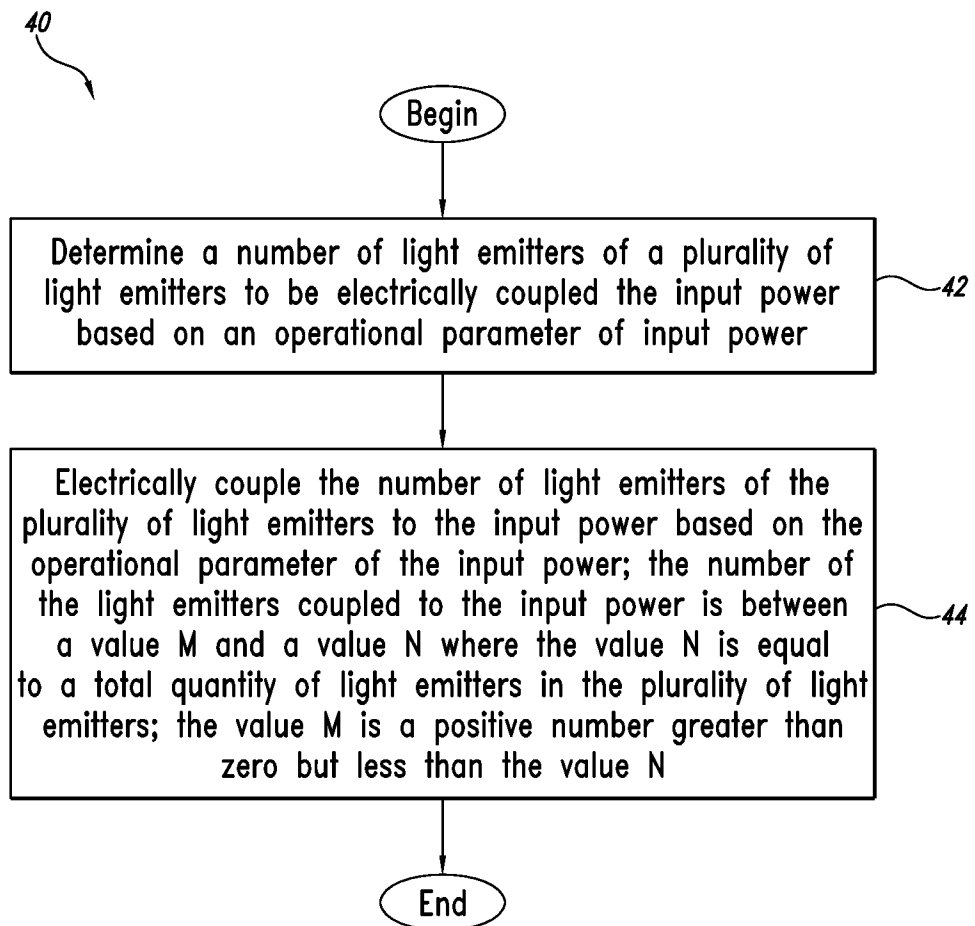 40
Begin
Determine a number of light emitters of a plurality of
light emitters to be electrically coupled the input power
based on an operational parameter of input power
42
Electrically couple the number of light emitters of the
plurality of light emitters to the input power based on the
operational parameter of the input power; the number of
the light emitters coupled to the input power is between
a value M and a value N where the value N is equal
to a total quantity of light emitters in the plurality of light
emitters; the value M is a positive number greater than
zero but less than the value N
44
End